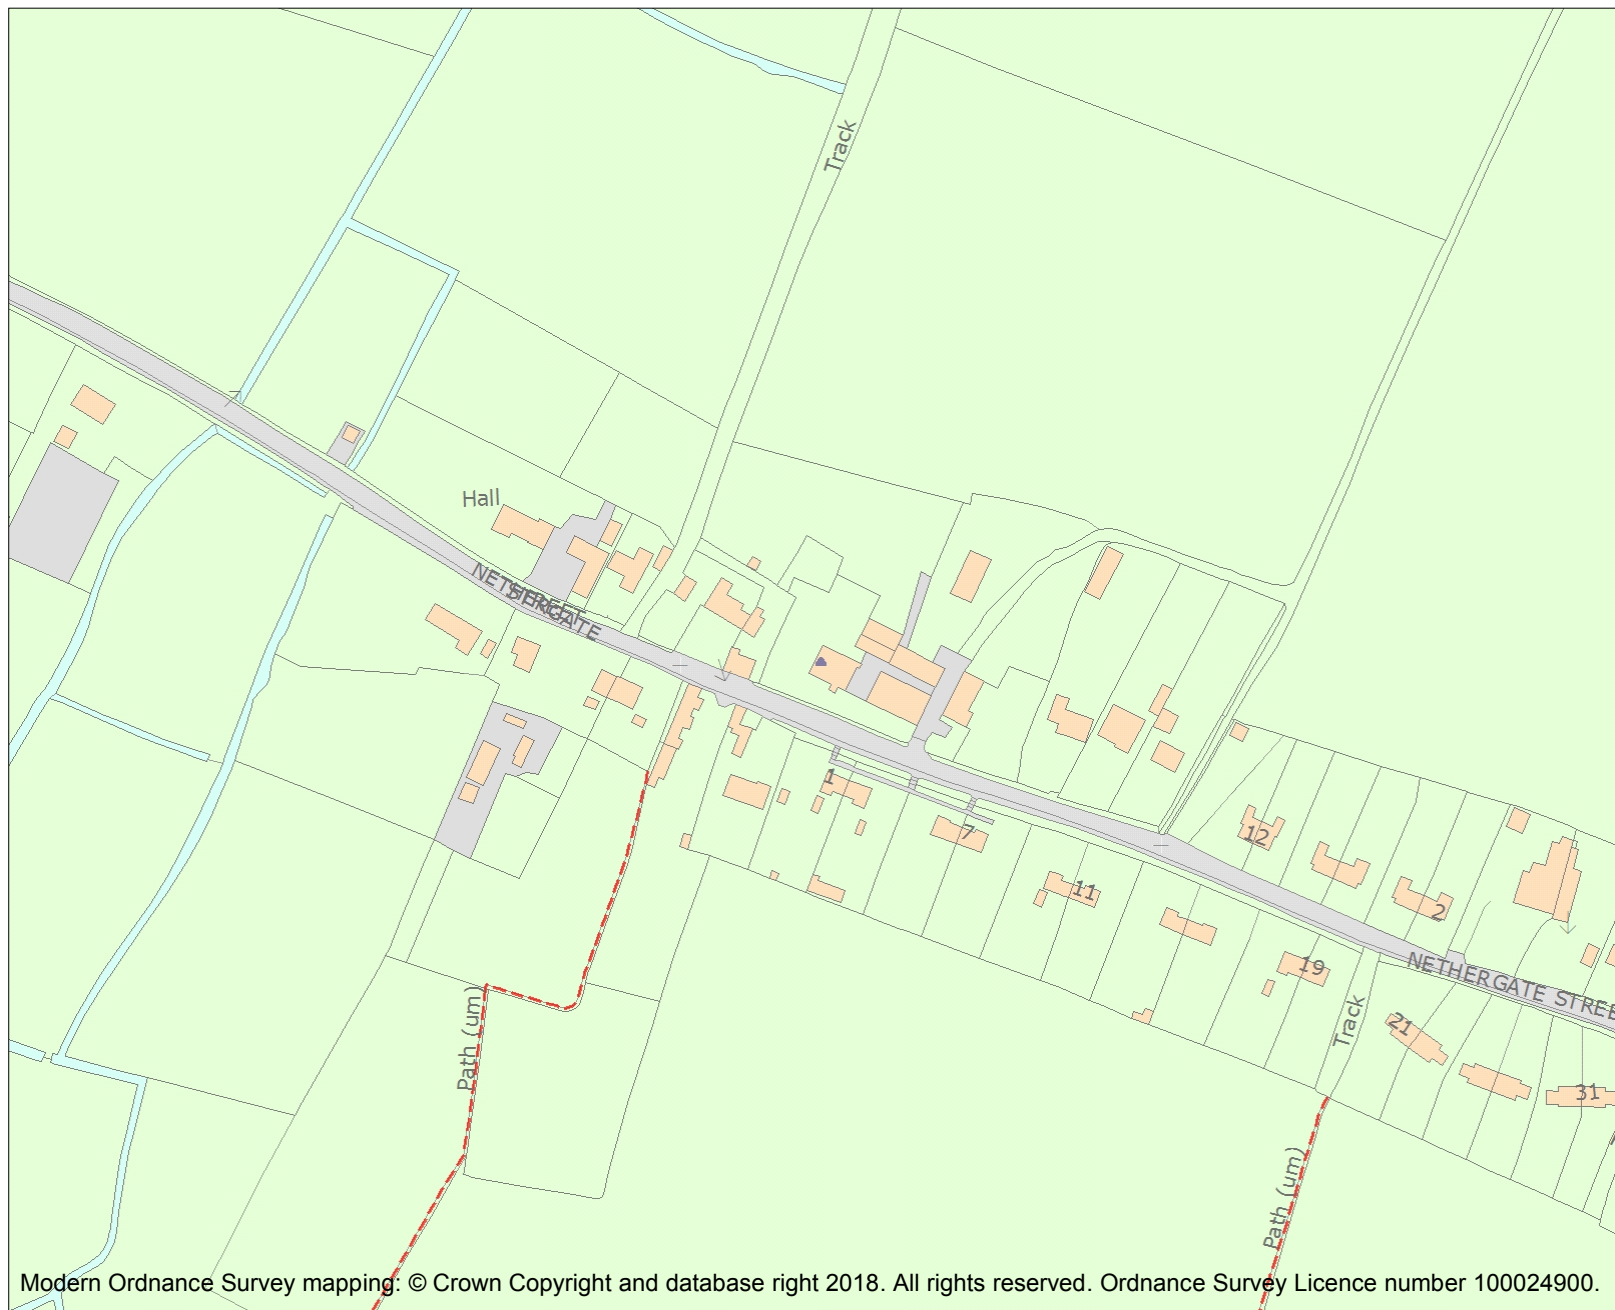 Track
Hall
NETHERGATE
STREET
1
7
12
11
2
19
NETHERGATE STREE
Path (um)
Track
21
31
Path (um)
Modern Ordnance Survey mapping: © Crown Copyright and database right 2018. All rights reserved. Ordnance Survey Licence number 100024900.